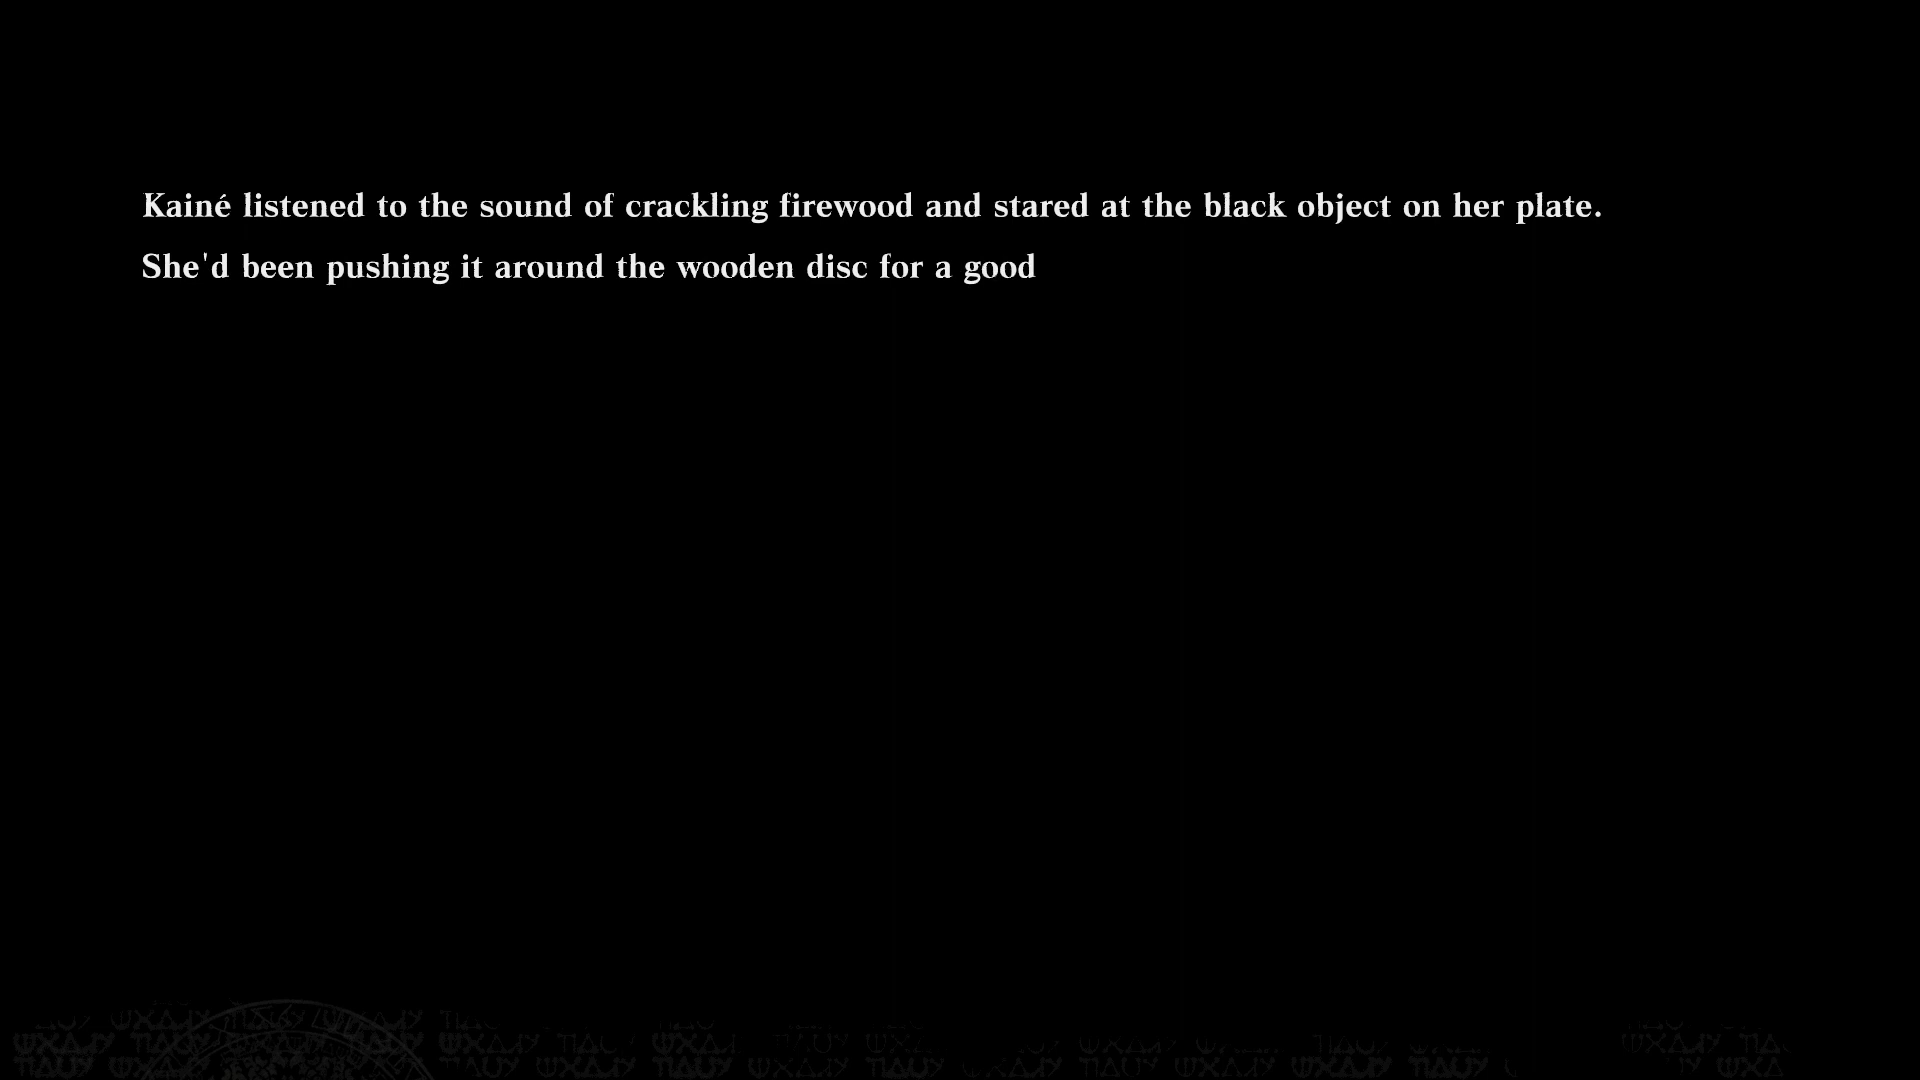 Kainé listened to the sound of crackling firewood and stared at the black object on her plate.
She'd been pushing it around the wooden disc for a good